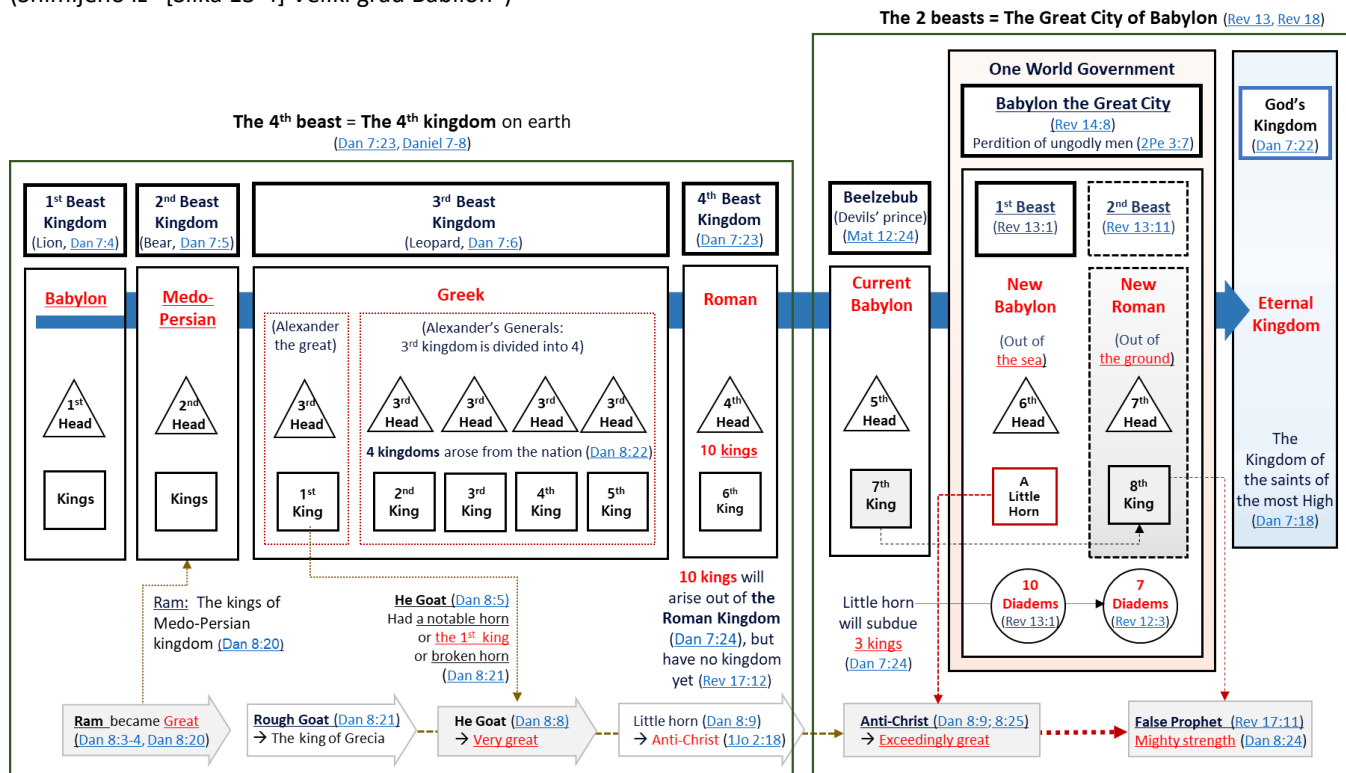 (Snimljeno iz "[Slika Veliki grad Babilon")
The 2 beasts = The Great City of Babylon (Rev 13, Rev 18)
The 4th beast = The 4th kingdom on earth
(Dan 7:23, Daniel 7-8)
1st Beast
Kingdom
(Lion, Dan 7:4)
2nd Beast
Kingdom
(Bear, Dan 7:5)
3rd Beast
Kingdom
(Leopard, Dan 7:6)
4th Beast
Kingdom
(Dan 7:23)
Babylon
1st
Head
Kings
Medo-
Persian
2nd
Head
Kings
Greek
(Alexander
the great)
3rd
Head
1st
King
(Alexander's Generals:
3rd kingdom is divided into 4)
3rd
Head
3rd
Head
3rd
Head
3rd
Head
4 kingdoms arose from the nation (Dan 8:22)
2nd
King
3rd
King
4th
King
5th
King
Roman
4th
Head
10 kings
6th
King
Ram: The kings of
Medo-Persian
kingdom (Dan 8:20)
He Goat (Dan 8:5)
Had a notable horn
or the 1st king
or broken horn
(Dan 8:21)
10 kings will
arise out of the
Roman Kingdom
(Dan 7:24), but
have no kingdom
yet (Rev 17:12)
Ram became Great
(Dan 8:3-4, Dan 8:20)
Rough Goat (Dan 8:21)
→ The king of Grecia
He Goat (Dan 8:8)
→ Very great
Little horn (Dan 8:9)
→ Anti-Christ (1Jo 2:18)
One World Government
Babylon the Great City
(Rev 14:8)
Perdition of ungodly men (2Pe 3:7)
Beelzebub
(Devils' prince)
(Mat 12:24)
1st Beast
(Rev 13:1)
2nd Beast
(Rev 13:11)
Current
Babylon
5th
Head
7th
King
New
Babylon
(Out of
the sea)
6th
Head
A
Little
Horn
10
Diadems
(Rev 13:1)
New
Roman
(Out of
the ground)
7th
Head
8th
King
7
Diadems
(Rev 12:3)
Little horn
will subdue
3 kings
(Dan 7:24)
Anti-Christ (Dan 8:9; 8:25)
→ Exceedingly great
False Prophet (Rev 17:11)
Mighty strength (Dan 8:24)
God's
Kingdom
(Dan 7:22)
Eternal
Kingdom
The
Kingdom of
the saints of
the most High
(Dan 7:18)